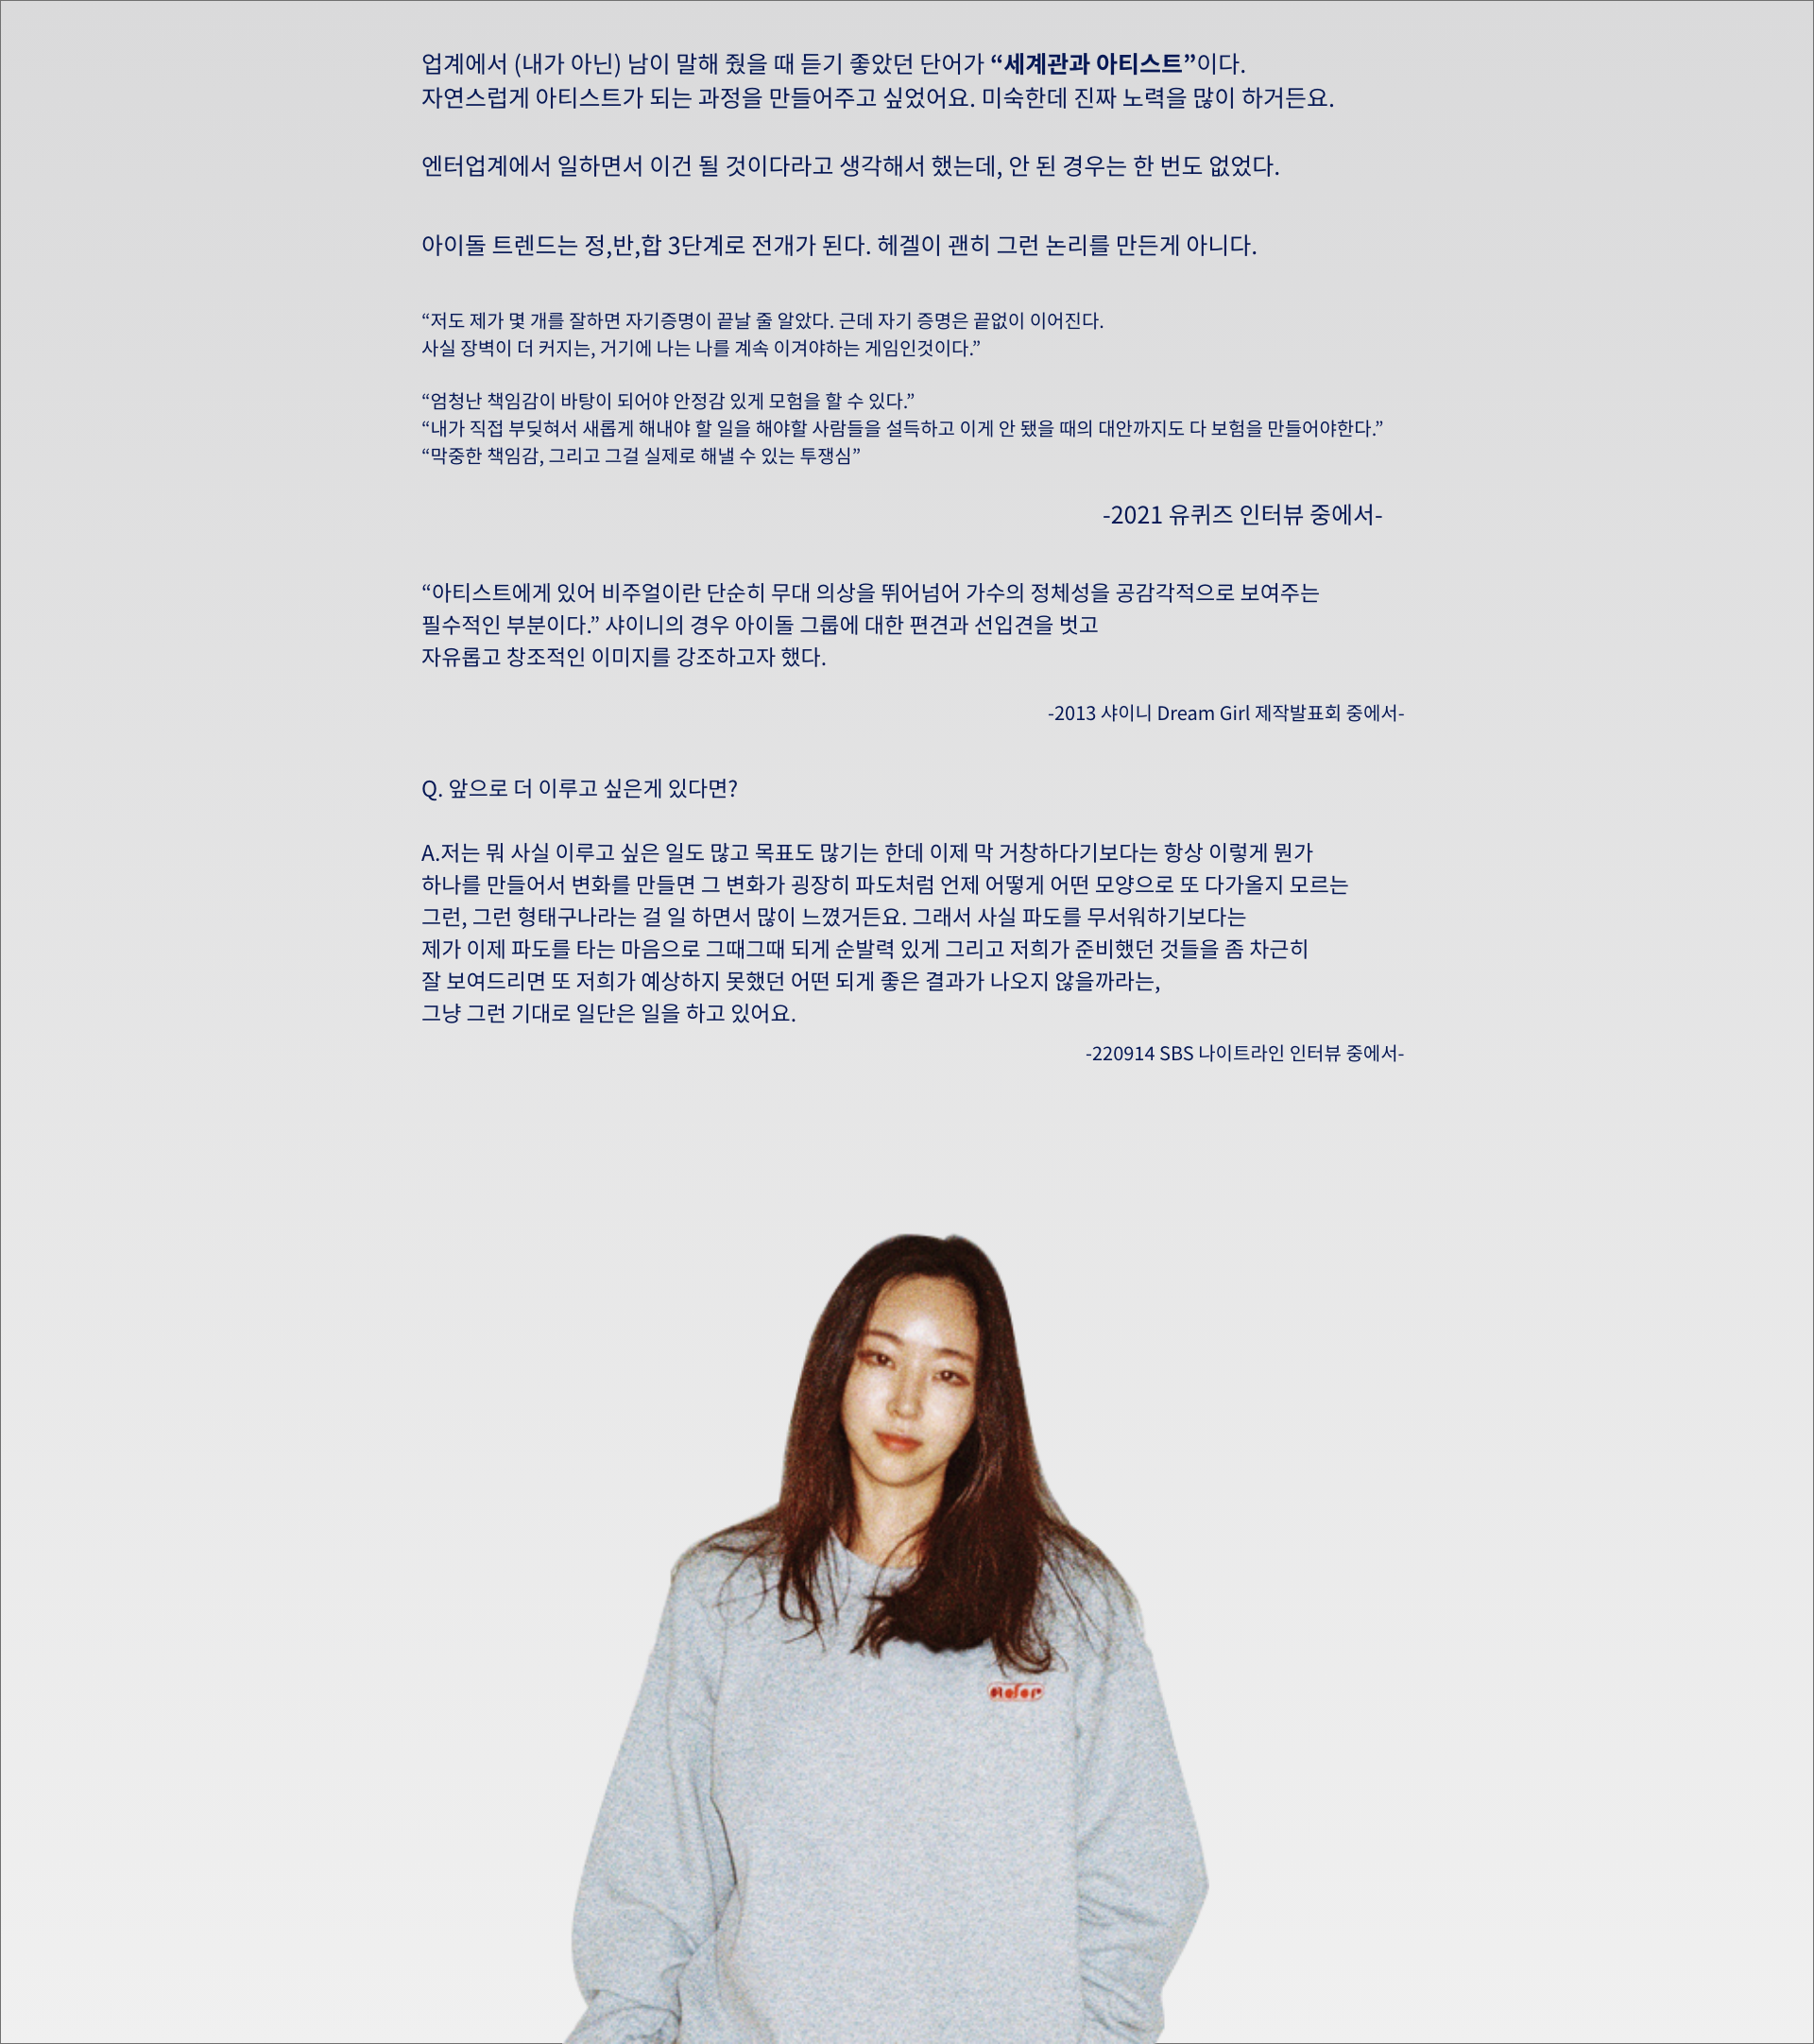 업계에서 (내가 아닌) 남이 말해 줬을 때 듣기 좋았던 단어가 “세계관과 아티스트”이다.
자연스럽게 아티스트가 되는 과정을 만들어주고 싶었어요. 미숙한데 진짜 노력을 많이 하거든요.
엔터업계에서 일하면서 이건 될 것이다라고 생각해서 했는데, 안 된 경우는 한 번도 없었다.
아이돌 트렌드는 정,반,합 3단계로 전개가 된다. 헤겔이 괜히 그런 논리를 만든게 아니다.
“저도 제가 몇 개를 잘하면 자기증명이 끝날 줄 알았다. 근데 자기 증명은 끝없이 이어진다.
사실 장벽이 더 커지는, 거기에 나는 나를 계속 이겨야하는 게임인것이다.”
“엄청난 책임감이 바탕이 되어야 안정감 있게 모험을 할 수 있다.”
“내가 직접 부딪혀서 새롭게 해내야 할 일을 해야할 사람들을 설득하고 이게 안 됐을 때의 대안까지도 다 보험을 만들어야한다.”
“막중한 책임감, 그리고 그걸 실제로 해낼 수 있는 투쟁심”
-2021 유퀴즈 인터뷰 중에서-
“아티스트에게 있어 비주얼이란 단순히 무대 의상을 뛰어넘어 가수의 정체성을 공감각적으로 보여주는
필수적인 부분이다.” 샤이니의 경우 아이돌 그룹에 대한 편견과 선입견을 벗고
자유롭고 창조적인 이미지를 강조하고자 했다.
-2013 샤이니 Dream Girl 제작발표회 중에서-
Q. 앞으로 더 이루고 싶은게 있다면?
A.저는 뭐 사실 이루고 싶은 일도 많고 목표도 많기는 한데 이제 막 거창하다기보다는 항상 이렇게 뭔가
하나를 만들어서 변화를 만들면 그 변화가 굉장히 파도처럼 언제 어떻게 어떤 모양으로 또 다가올지 모르는
그런, 그런 형태구나라는 걸 일 하면서 많이 느꼈거든요. 그래서 사실 파도를 무서워하기보다는
제가 이제 파도를 타는 마음으로 그때그때 되게 순발력 있게 그리고 저희가 준비했던 것들을 좀 차근히
잘 보여드리면 또 저희가 예상하지 못했던 어떤 되게 좋은 결과가 나오지 않을까라는,
그냥 그런 기대로 일단은 일을 하고 있어요.
-220914 SBS 나이트라인 인터뷰 중에서-
ador